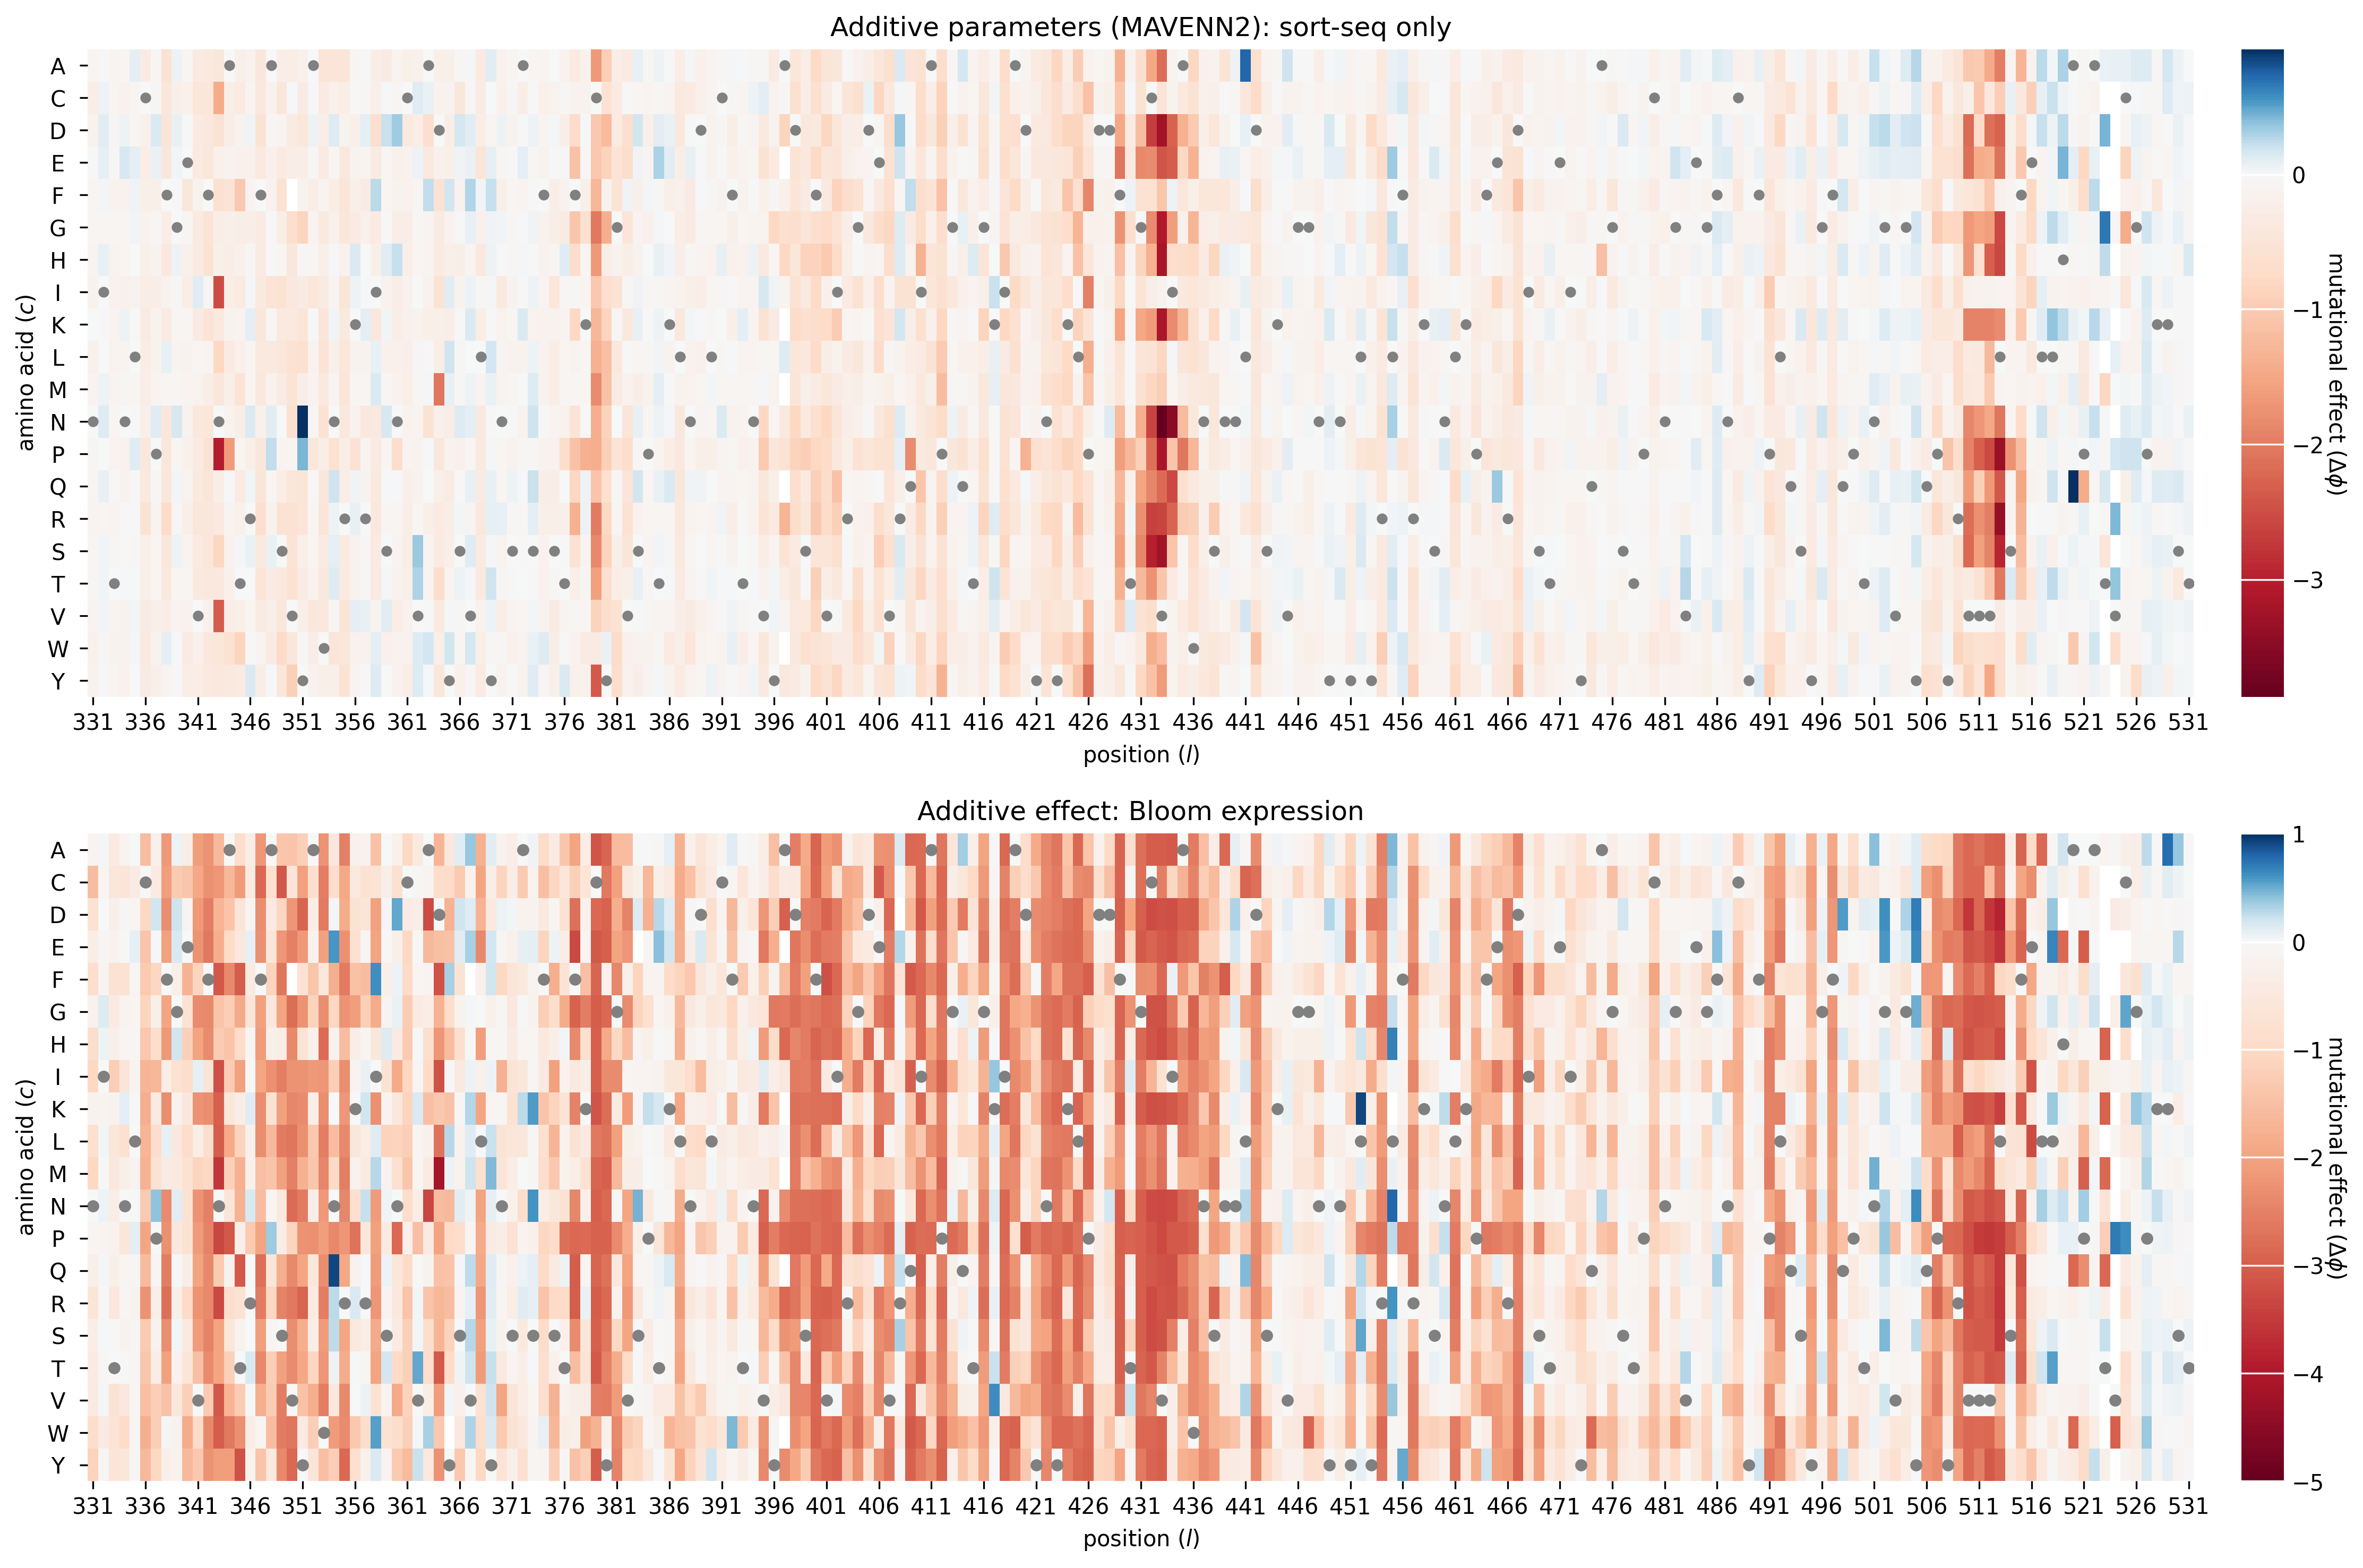 Additive parameters (MAVENN2): sort-seq only
amino acid (c)
A
C
D
E
F
G
H
I
K
L
M
N
P
Q
R
S
T
V
W
Y
331 336 341 346 351 356 361 366 371 376 381 386 391 396 401 406 411 416 421 426 431 436 441 446 451 456 461 466 471 476 481 486 491 496 501 506 511 516 521 526 531
position (l)
0
−1
−2
−3
mutational effect (Δϕ)
Additive effect: Bloom expression
amino acid (c)
A
C
D
E
F
G
H
I
K
L
M
N
P
Q
R
S
T
V
W
Y
331 336 341 346 351 356 361 366 371 376 381 386 391 396 401 406 411 416 421 426 431 436 441 446 451 456 461 466 471 476 481 486 491 496 501 506 511 516 521 526 531
position (l)
1
0
−1
−2
−3
−4
−5
mutational effect (Δϕ)